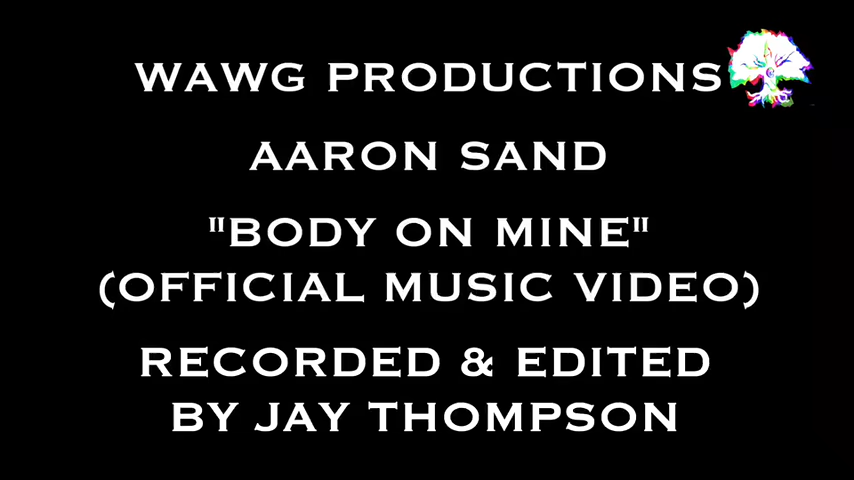 WAWG PRODUCTIONS
AARON SAND
"BODY ON MINE"
(OFFICIAL MUSIC VIDEO)
RECORDED & EDITED
BY JAY THOMPSON